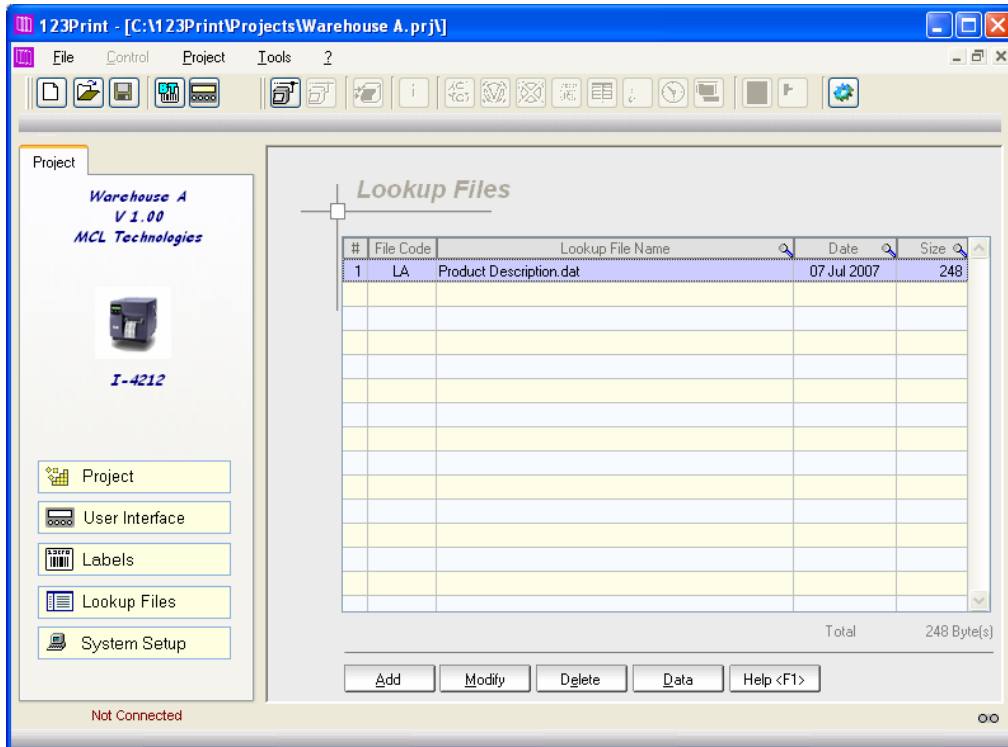 123Print - [C:\123Print\Projects\Warehouse A.prj\]
File Control Project Tools ?
Project
Warehouse A
V 1.00
MCL Technologies
I-4212
Project
User Interface
Labels
Lookup Files
System Setup
Not Connected
Lookup Files
# File Code Lookup File Name Date Size
1 LA Product Description.dat 07 Jul 2007 248
Total 248 Byte(s)
Add Modify Delete Data Help <F1>